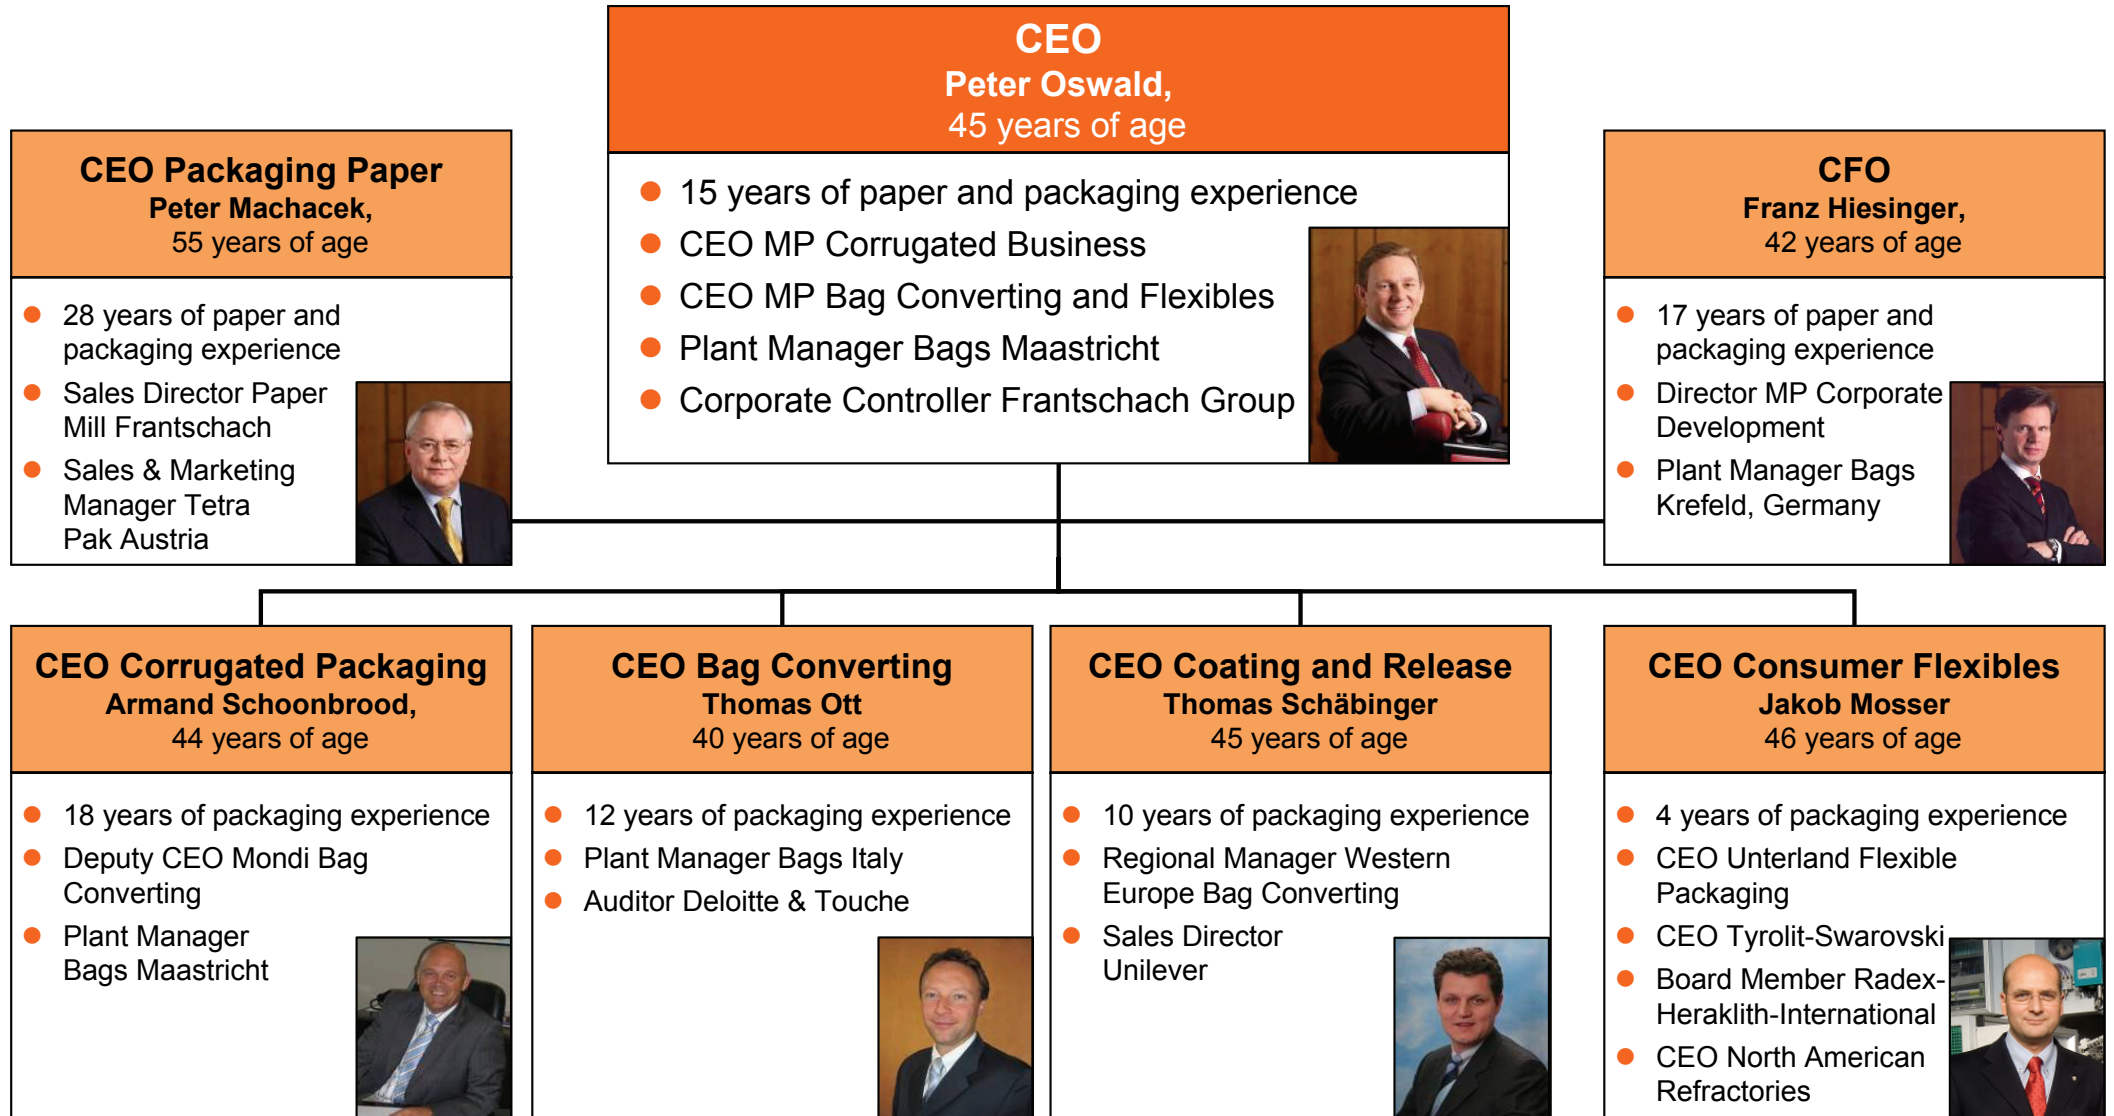 CEO
Peter Oswald,
45 years of age
● 15 years of paper and packaging experience
● CEO MP Corrugated Business
● CEO MP Bag Converting and Flexibles
● Plant Manager Bags Maastricht
● Corporate Controller Frantschach Group
CEO Packaging Paper
Peter Machacek,
55 years of age
● 28 years of paper and
packaging experience
● Sales Director Paper
Mill Frantschach
● Sales & Marketing
Manager Tetra
Pak Austria
CFO
Franz Hiesinger,
42 years of age
● 17 years of paper and
packaging experience
● Director MP Corporate
Development
● Plant Manager Bags
Krefeld, Germany
CEO Corrugated Packaging
Armand Schoonbrood,
44 years of age
● 18 years of packaging experience
● Deputy CEO Mondi Bag
Converting
● Plant Manager
Bags Maastricht
CEO Bag Converting
Thomas Ott
40 years of age
● 12 years of packaging experience
● Plant Manager Bags Italy
● Auditor Deloitte & Touche
CEO Coating and Release
Thomas Schäbinger
45 years of age
● 10 years of packaging experience
● Regional Manager Western
Europe Bag Converting
● Sales Director
Unilever
CEO Consumer Flexibles
Jakob Mosser
46 years of age
● 4 years of packaging experience
● CEO Unterland Flexible
Packaging
● CEO Tyrolit-Swarovski
● Board Member Radex-
Heraklith-International
● CEO North American
Refractories